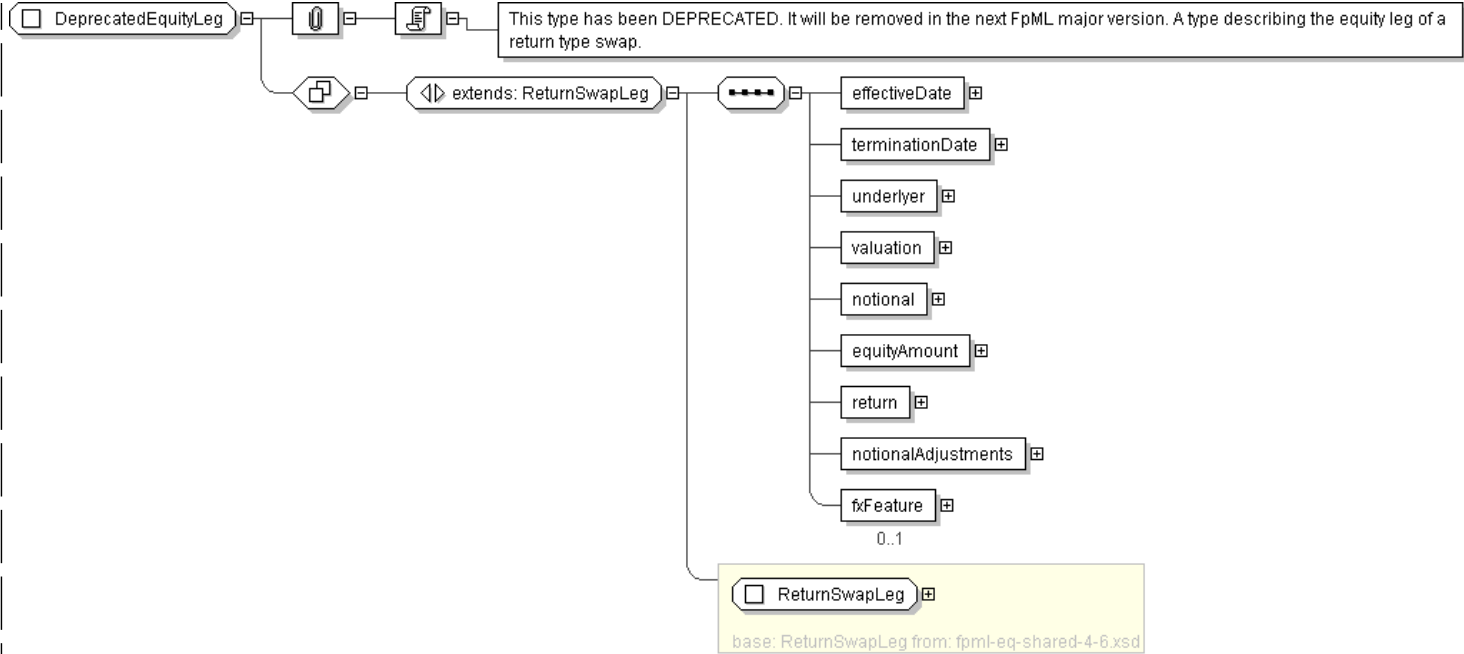 DeprecatedEquityLeg
This type has been DEPRECATED. It will be removed in the next FpML major version. A type describing the equity leg of a
return type swap.
extends: ReturnSwapLeg
effectiveDate
terminationDate
underlyer
valuation
notional
equityAmount
return
notionalAdjustments
fxFeature
0..1
ReturnSwapLeg
base: ReturnSwapLeg from: fpml-eq-shared-4-6.xsd